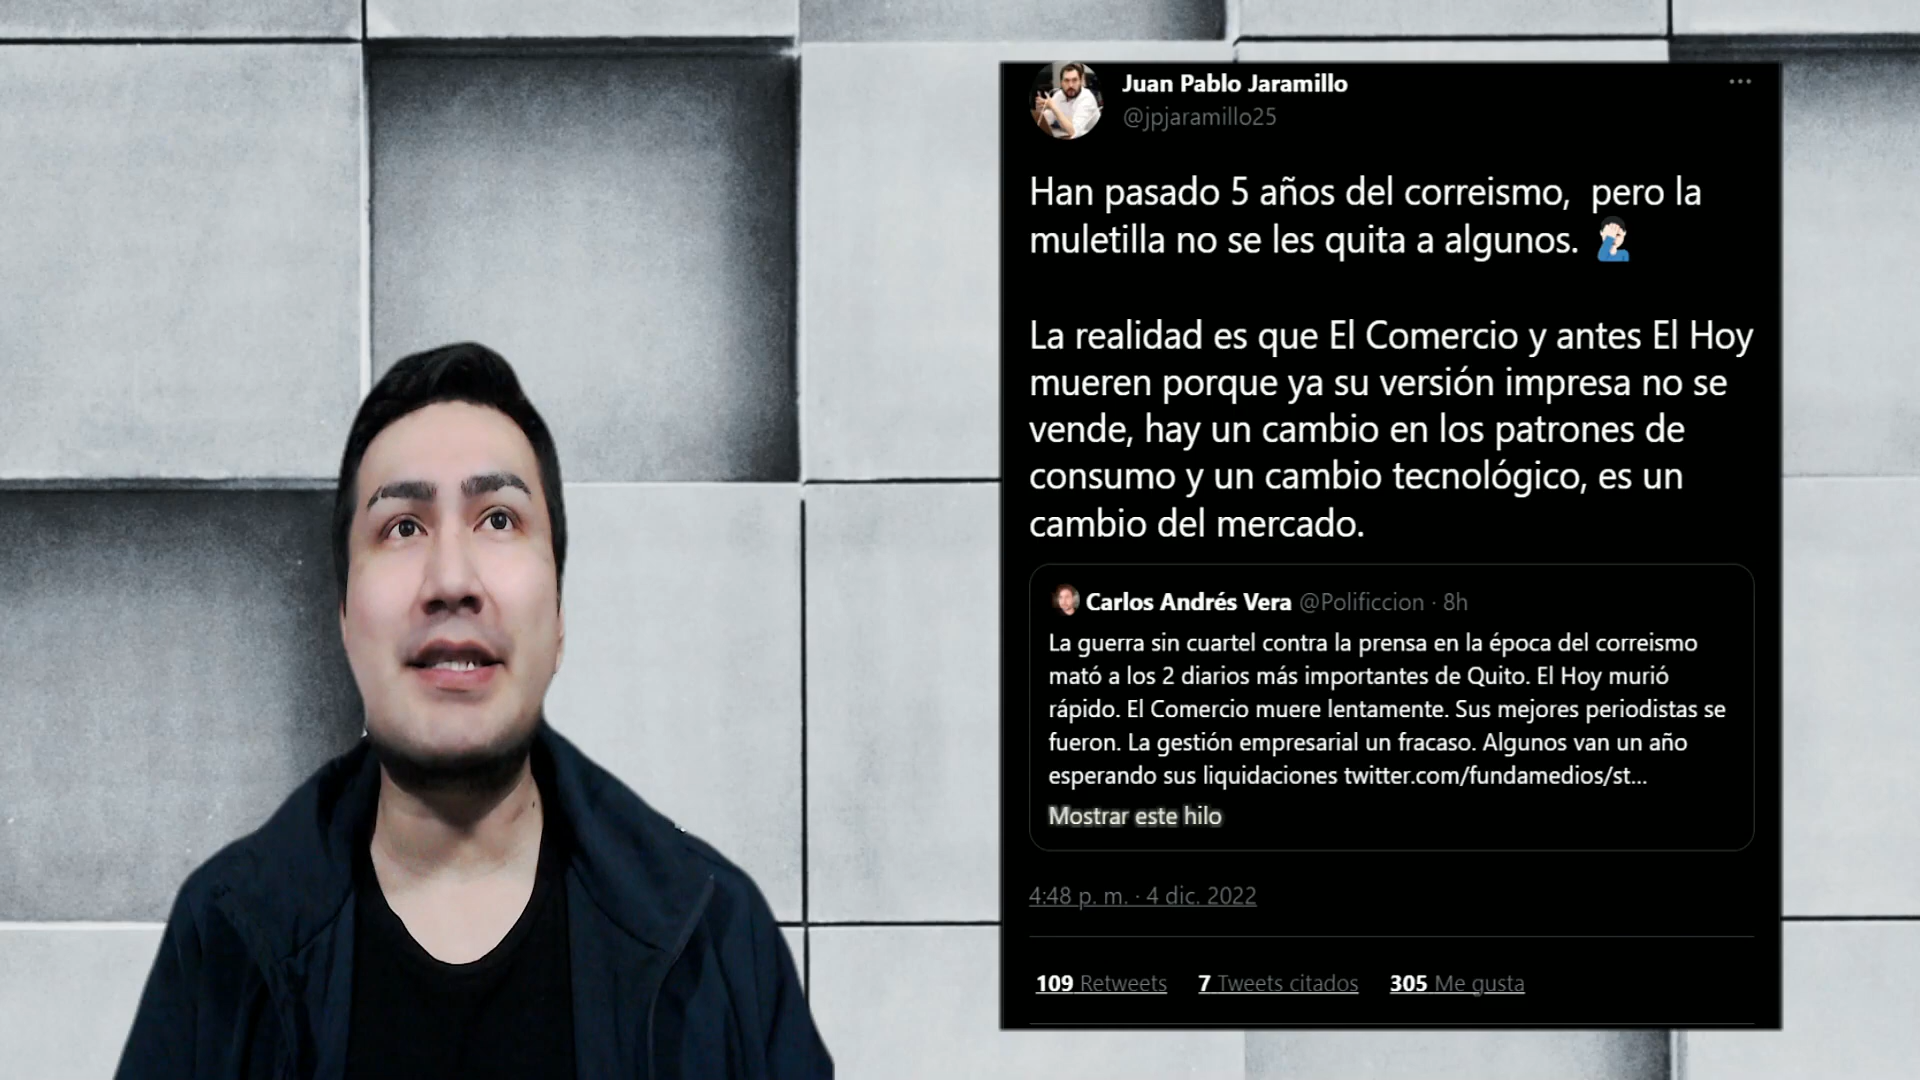 Juan Pablo Jaramillo
@jpjaramillo25
Han pasado 5 años del correismo, pero la
muletilla no se les quita a algunos. 🤦🏻‍♂️
La realidad es que El Comercio y antes El Hoy
mueren porque ya su versión impresa no se
vende, hay un cambio en los patrones de
consumo y un cambio tecnológico, es un
cambio del mercado.
Carlos Andrés Vera @Polificcion · 8h
La guerra sin cuartel contra la prensa en la época del correismo
mató a los 2 diarios más importantes de Quito. El Hoy murió
rápido. El Comercio muere lentamente. Sus mejores periodistas se
fueron. La gestión empresarial un fracaso. Algunos van un año
esperando sus liquidaciones twitter.com/fundamedios/st...
Mostrar este hilo
4:48 p. m. · 4 dic. 2022
109 Retweets 7 Tweets citados 305 Me gusta